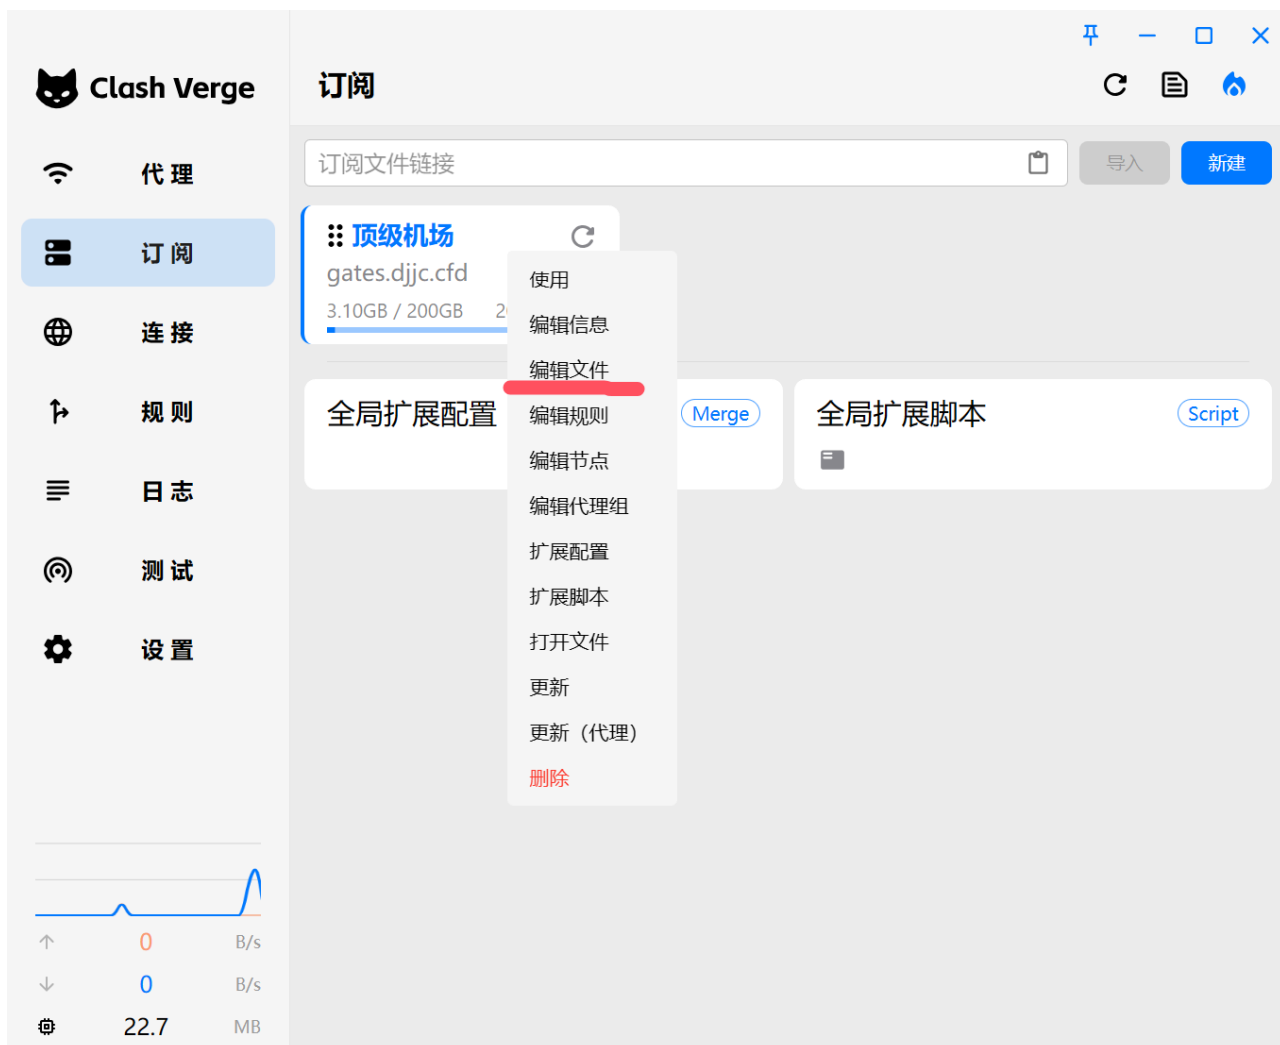 Clash Verge
订阅
代理
订阅
连接
规则
日志
测试
设置
订阅文件链接
导入
新建
顶级机场
gates.djjc.cfd
3.10GB / 200GB
使用
编辑信息
编辑文件
编辑规则
编辑节点
编辑代理组
扩展配置
扩展脚本
打开文件
更新
更新（代理）
删除
全局扩展配置
Merge
全局扩展脚本
Script
0 B/s
0 B/s
22.7 MB